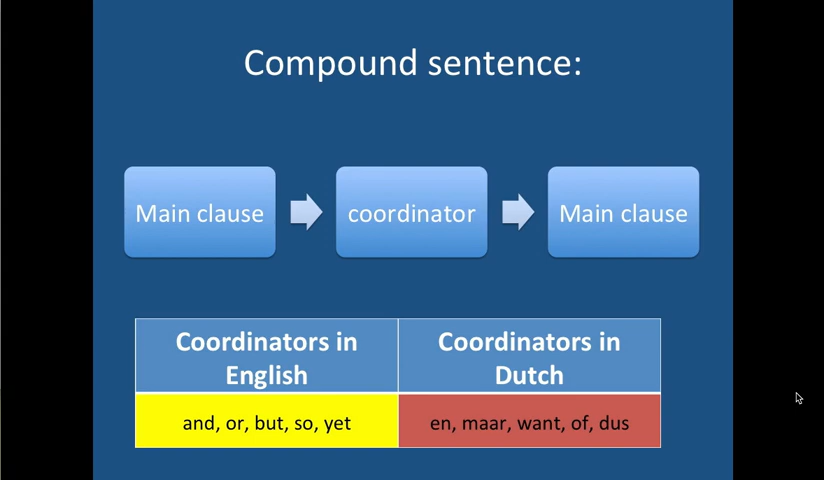 Compound sentence:
Main clause
coordinator
Main clause
Coordinators in
English
Coordinators in
Dutch
and, or, but, so, yet
en, maar, want, of, dus